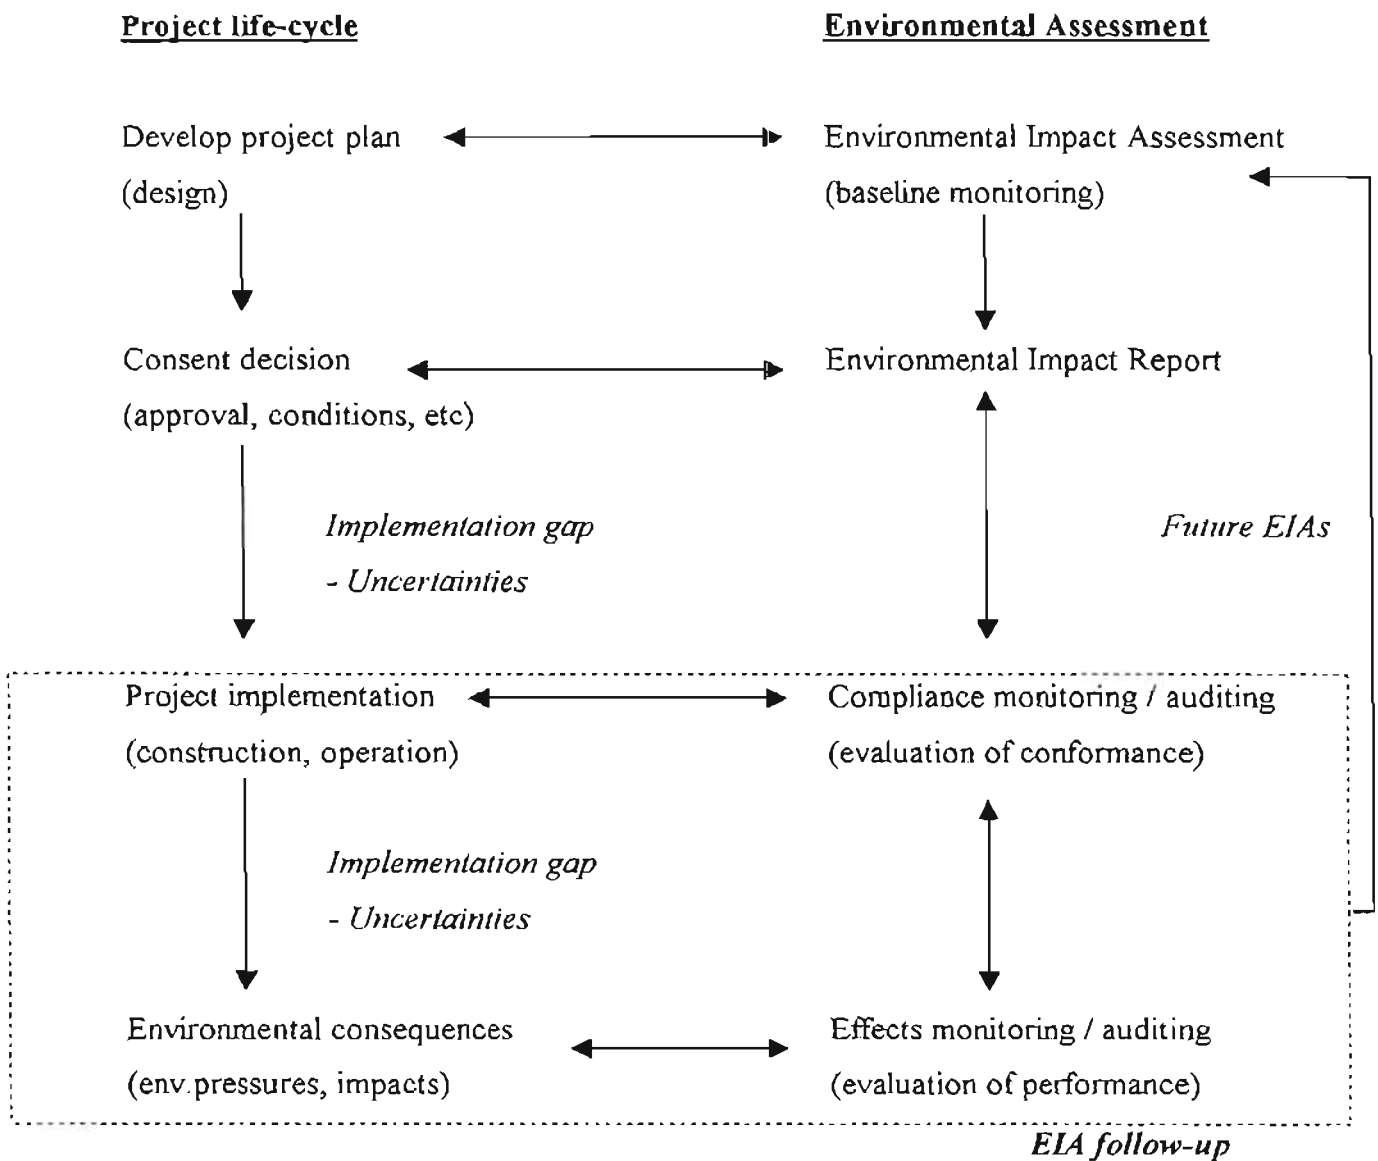 Project life-cycle
Environmental Assessment
Develop project plan
Environmental Impact Assessment
(design)
(baseline monitoring)
Consent decision
Environmental Impact Report
(approval, conditions, etc)
Implementation gap
Future EIAs
- Uncertainties
Project implementation
Compliance monitoring / auditing
(construction, operation)
(evaluation of conformance)
Implementation gap
- Uncertainties
Environmental consequences
Effects monitoring / auditing
(env.pressures, impacts)
(evaluation of performance)
EIA follow-up